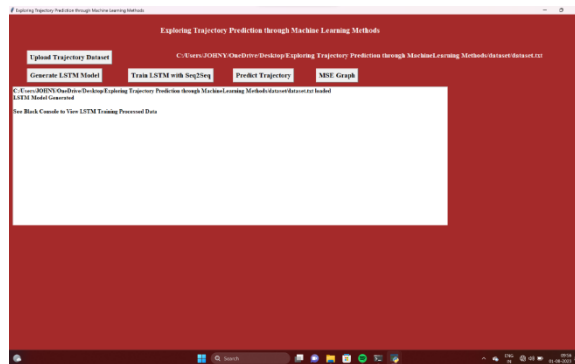 Exploring Trajectory Prediction through Machine Learning Methods
Exploring Trajectory Prediction through Machine Learning Methods
Upload Trajectory Dataset
C:/Users/JOHNY/OneDrive/Desktop/Exploring Trajectory Prediction through MachineLearning Methods/dataset/dataset.txt
Generate LSTM Model
Train LSTM with Seq2Seq
Predict Trajectory
MSE Graph
C:/Users/JOHNY/OneDrive/Desktop/Exploring Trajectory Prediction through MachineLearning Methods/dataset/dataset.txt loaded
LSTM Model Generated
See Black Console to View LSTM Training Processed Data
Search
ENG
IN